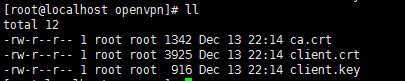 [root@localhost openvpn]# ll
total 12
-rw-r--r-- 1 root root 1342 Dec 13 22:14 ca.crt
-rw-r--r-- 1 root root 3925 Dec 13 22:14 client.crt
-rw-r--r-- 1 root root  916 Dec 13 22:14 client.key